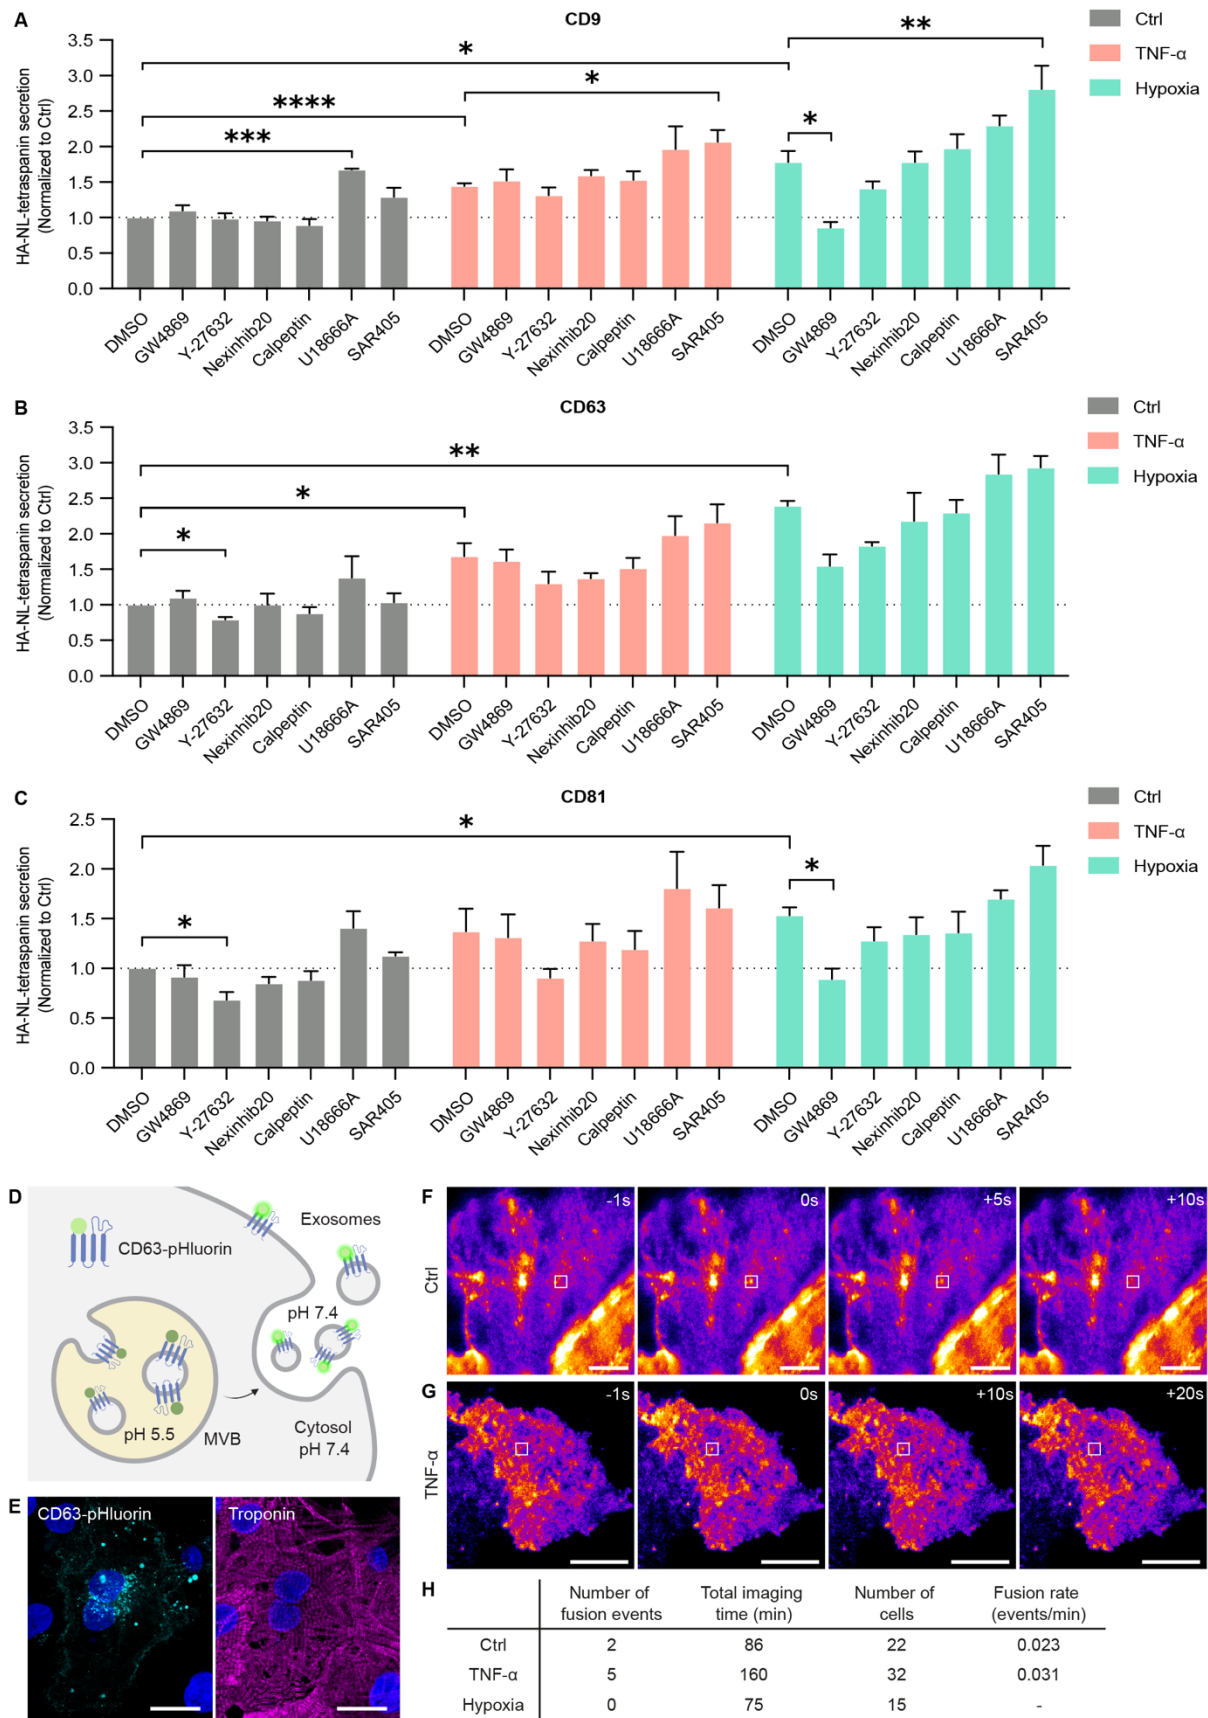 A
CD9
Ctrl
TNF-α
Hypoxia
HA-NL-tetraspanin secretion
(Normalized to Ctrl)
3.5
3.0
2.5
2.0
1.5
1.0
0.5
0.0
*
**
*
****
***
*
DMSO
GW4869
Y-27632
Nexinhib20
Calpeptin
U18666A
SAR405
DMSO
GW4869
Y-27632
Nexinhib20
Calpeptin
U18666A
SAR405
DMSO
GW4869
Y-27632
Nexinhib20
Calpeptin
U18666A
SAR405
B
CD63
Ctrl
TNF-α
Hypoxia
HA-NL-tetraspanin secretion
(Normalized to Ctrl)
3.5
3.0
2.5
2.0
1.5
1.0
0.5
0.0
**
*
*
DMSO
GW4869
Y-27632
Nexinhib20
Calpeptin
U18666A
SAR405
DMSO
GW4869
Y-27632
Nexinhib20
Calpeptin
U18666A
SAR405
DMSO
GW4869
Y-27632
Nexinhib20
Calpeptin
U18666A
SAR405
C
CD81
Ctrl
TNF-α
Hypoxia
HA-NL-tetraspanin secretion
(Normalized to Ctrl)
2.5
2.0
1.5
1.0
0.5
0.0
*
*
*
DMSO
GW4869
Y-27632
Nexinhib20
Calpeptin
U18666A
SAR405
DMSO
GW4869
Y-27632
Nexinhib20
Calpeptin
U18666A
SAR405
DMSO
GW4869
Y-27632
Nexinhib20
Calpeptin
U18666A
SAR405
D
CD63-pHluorin
Exosomes
pH 7.4
pH 5.5
MVB
Cytosol
pH 7.4
E
CD63-pHluorin
Troponin
F
Ctrl
-1s
0s
+5s
+10s
G
TNF-α
-1s
0s
+10s
+20s
H
Number of fusion events Total imaging time (min) Number of cells Fusion rate (events/min)
Ctrl 2 86 22 0.023
TNF-α 5 160 32 0.031
Hypoxia 0 75 15 -